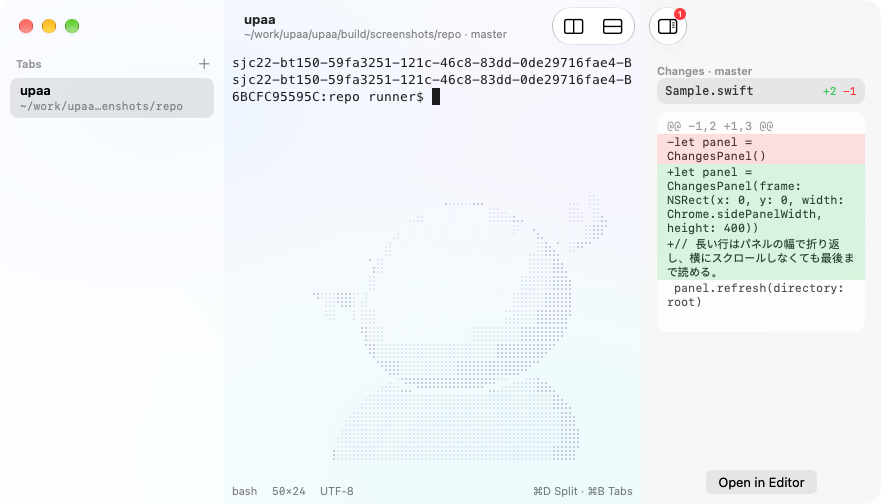 upaa
~/work/upaa/upaa/build/screenshots/repo · master
1
Tabs
upaa
~/work/upaa…enshots/repo
sjc22-bt150-59fa3251-121c-46c8-83dd-0de29716fae4-B
sjc22-bt150-59fa3251-121c-46c8-83dd-0de29716fae4-B
6BCFC95595C:repo runner$
Changes · master
Sample.swift +2 −1
@@ -1,2 +1,3 @@
-let panel =
ChangesPanel()
+let panel =
ChangesPanel(frame:
NSRect(x: 0, y: 0, width:
Chrome.sidePanelWidth,
height: 400))
+// 長い行はパネルの幅で折り返
し、横にスクロールしなくても最後ま
で読める。
panel.refresh(directory:
root)
Open in Editor
bash 50×24 UTF-8
⌘D Split · ⌘B Tabs